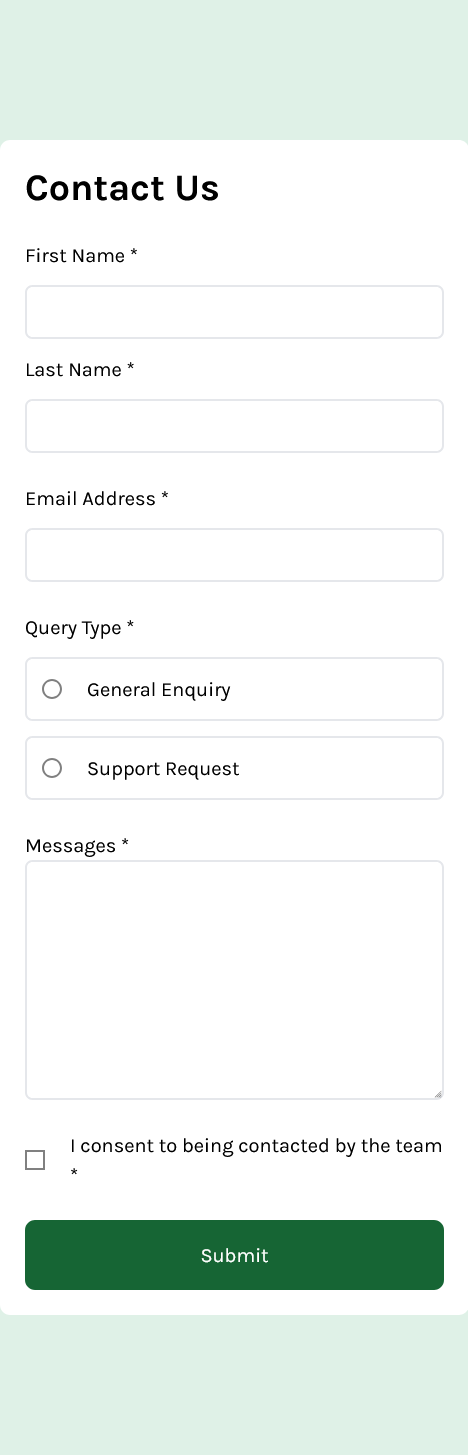 Contact Us
First Name *
Last Name *
Email Address *
Query Type *
General Enquiry
Support Request
Messages *
I consent to being contacted by the team
*
Submit